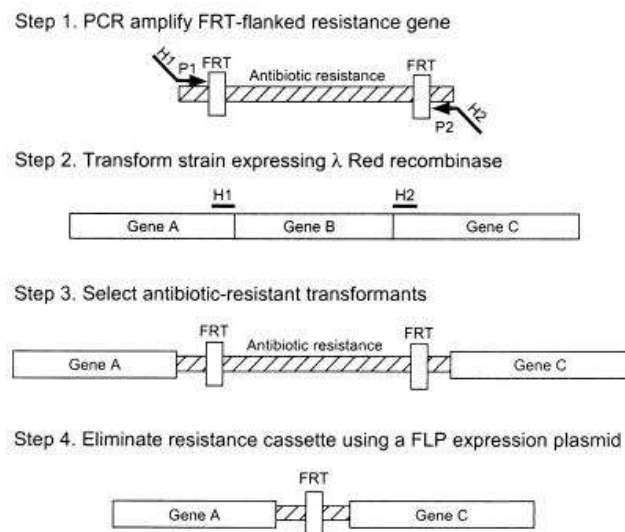 Step 1. PCR amplify FRT-flanked resistance gene
H1 P1 FRT Antibiotic resistance FRT
P2 H2
Step 2. Transform strain expressing λ Red recombinase
H1 H2
Gene A Gene B Gene C
Step 3. Select antibiotic-resistant transformants
FRT Antibiotic resistance FRT
Gene A Gene C
Step 4. Eliminate resistance cassette using a FLP expression plasmid
FRT
Gene A Gene C